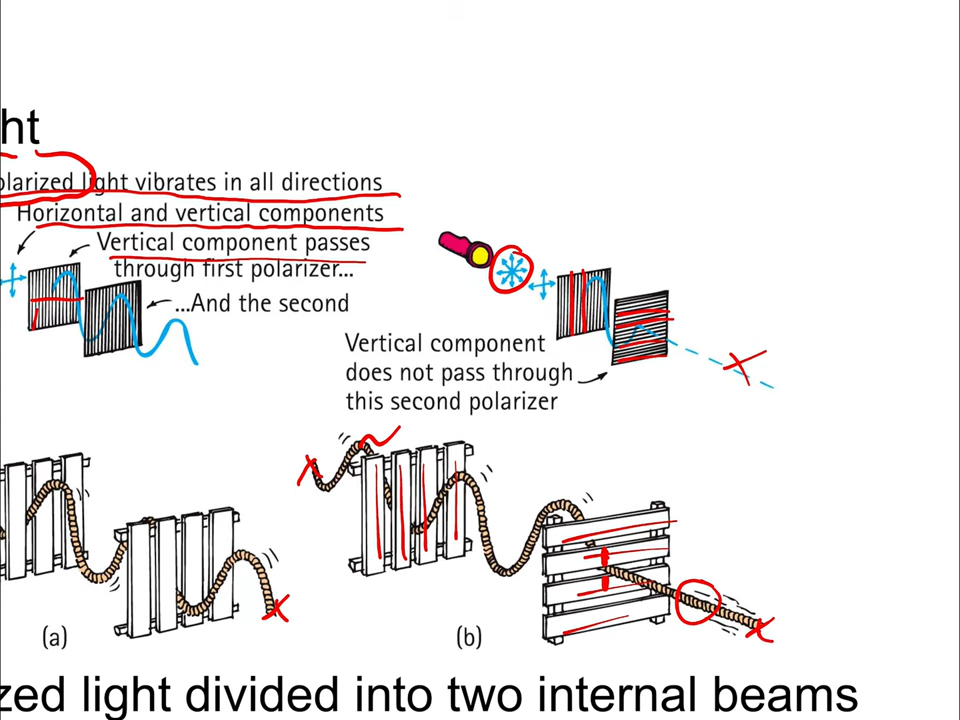 ht
olarized light vibrates in all directions
Horizontal and vertical components
Vertical component passes
through first polarizer...
...And the second
Vertical component
does not pass through
this second polarizer
(a)
(b)
zed light divided into two internal beams